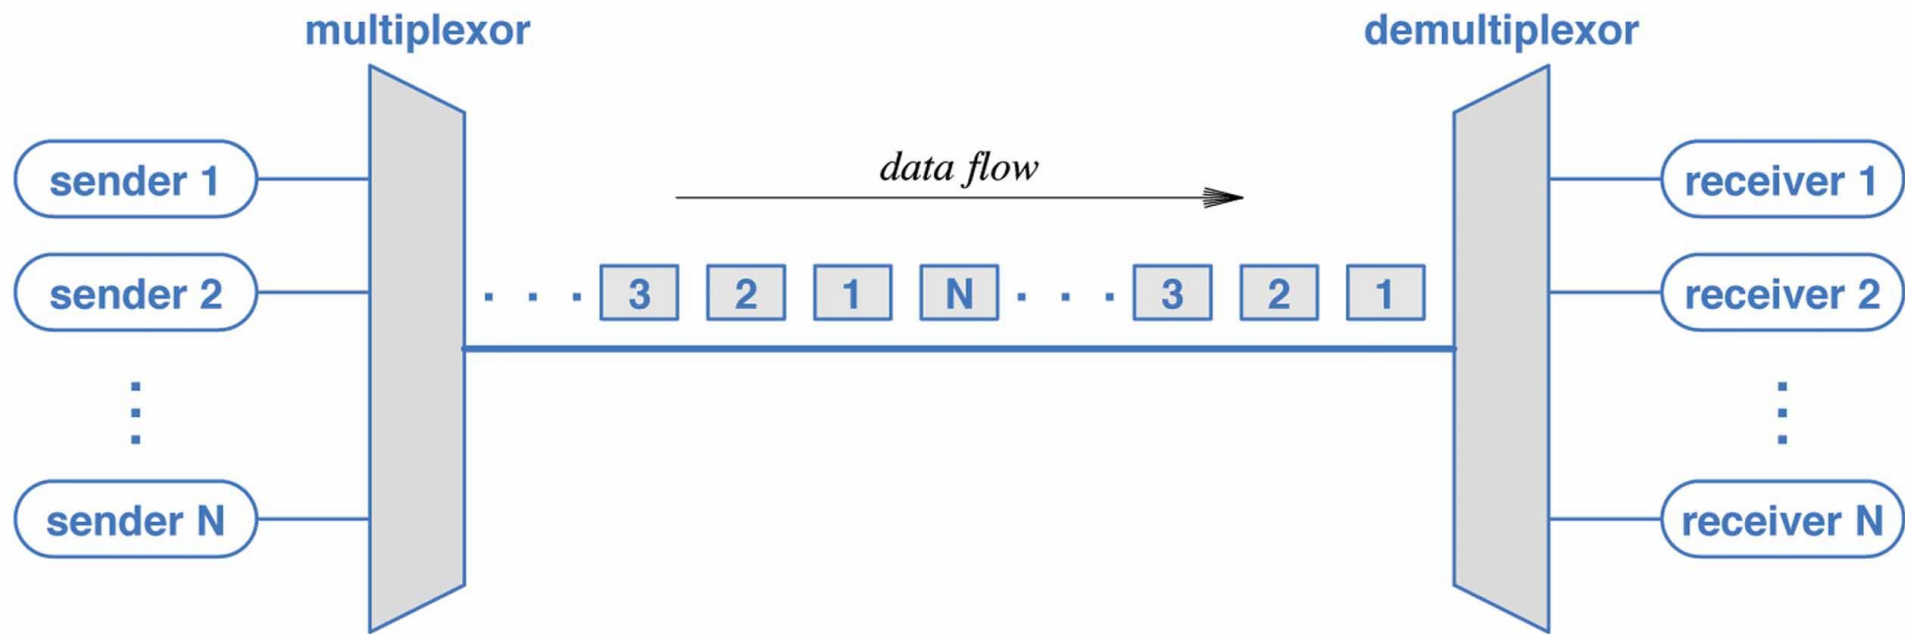 multiplexor
demultiplexor
data flow
sender 1
receiver 1
sender 2
. . . 3 2 1 N . . . 3 2 1
receiver 2
sender N
receiver N